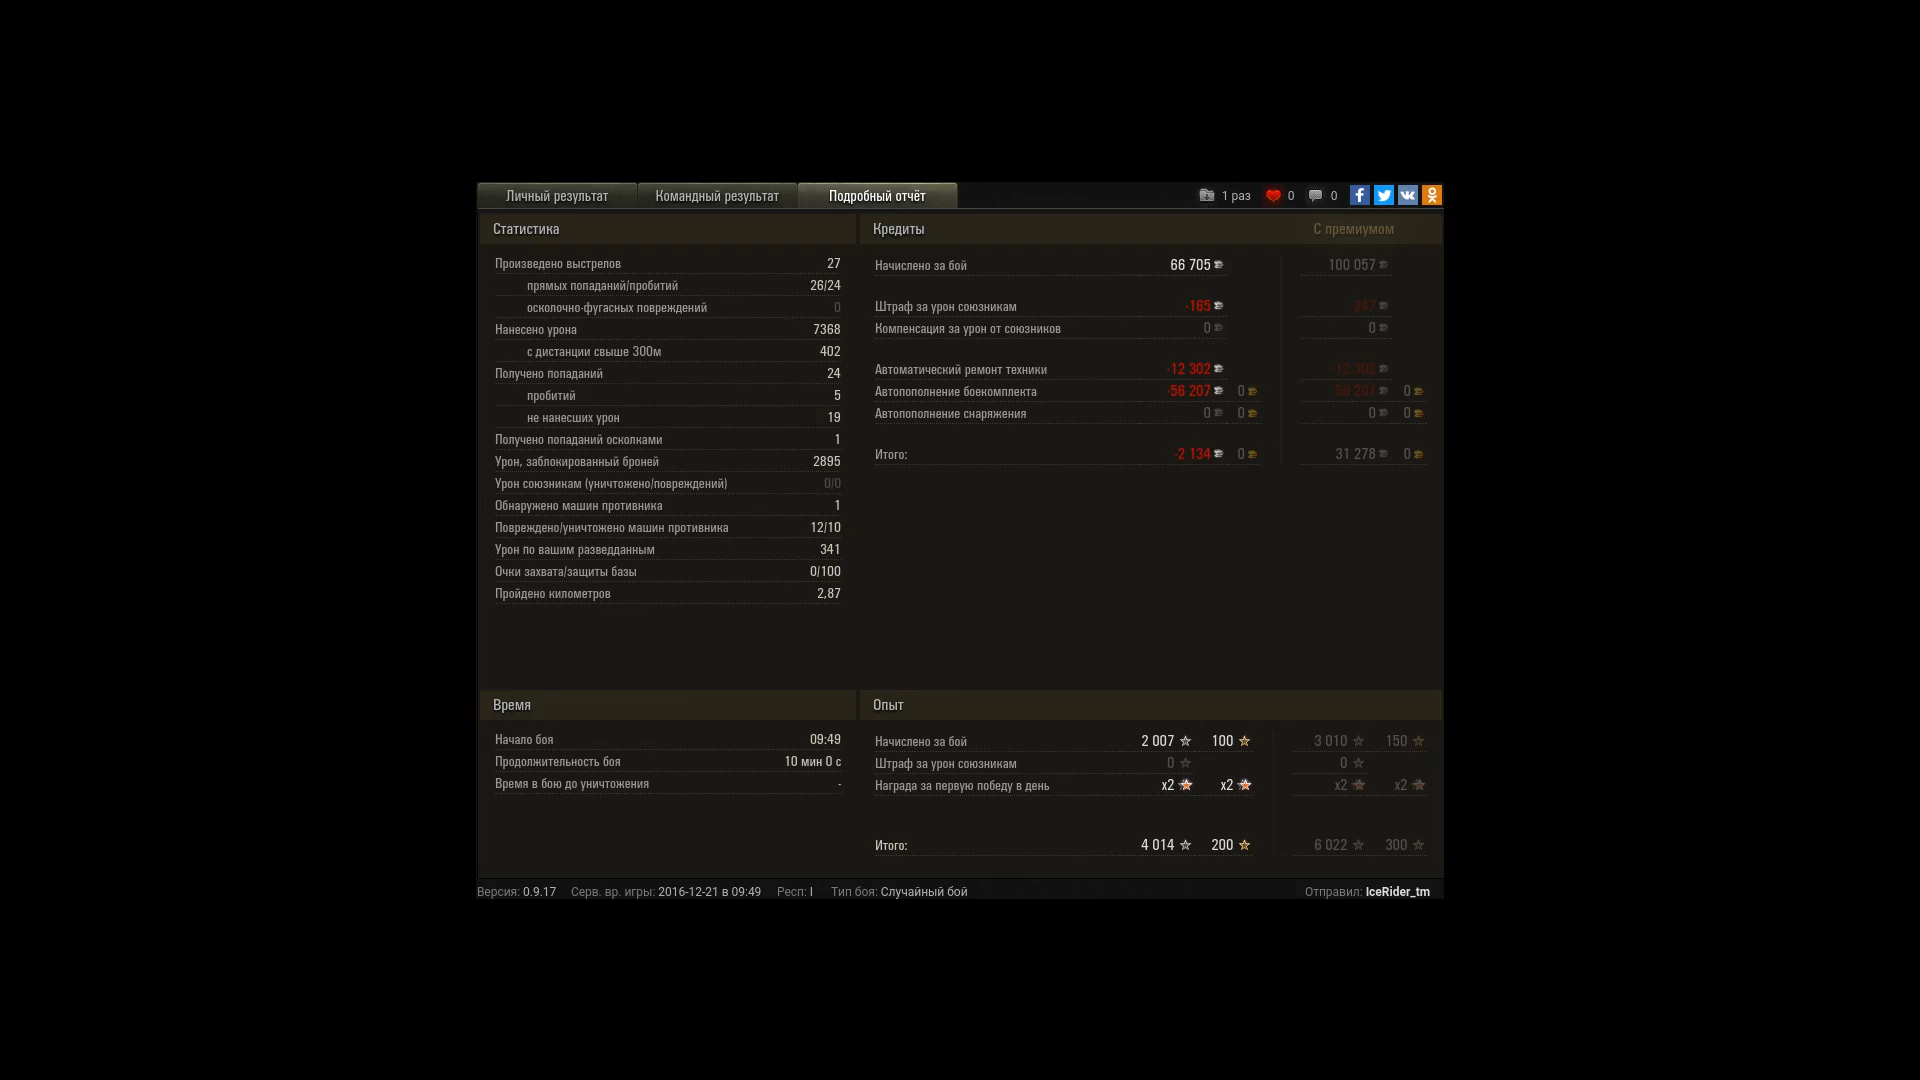 Личный результат Командный результат Подробный отчёт 1 раз 0 0
Статистика
Произведено выстрелов 27
прямых попаданий/пробитий 26/24
осколочно-фугасных повреждений 0
Нанесено урона 7368
с дистанции свыше 300м 402
Получено попаданий 24
пробитий 5
не нанесших урон 19
Получено попаданий осколками 1
Урон, заблокированный броней 2895
Урон союзникам (уничтожено/повреждений) 0/0
Обнаружено машин противника 1
Повреждено/уничтожено машин противника 12/10
Урон по вашим разведданным 341
Очки захвата/защиты базы 0/100
Пройдено километров 2,87
Кредиты С премиумом
Начислено за бой 66 705 100 057
Штраф за урон союзникам -165 -247
Компенсация за урон от союзников 0 0
Автоматический ремонт техники -12 302 -12 302
Автопополнение боекомплекта -56 207 0 -56 207 0
Автопополнение снаряжения 0 0 0 0
Итого: -2 134 0 31 278 0
Время
Начало боя 09:49
Продолжительность боя 10 мин 0 с
Время в бою до уничтожения -
Опыт
Начислено за бой 2 007 100 3 010 150
Штраф за урон союзникам 0 0
Награда за первую победу в день x2 x2 x2 x2
Итого: 4 014 200 6 022 300
Версия: 0.9.17 Серв. вр. игры: 2016-12-21 в 09:49 Респ: I Тип боя: Случайный бой Отправил: IceRider_tm